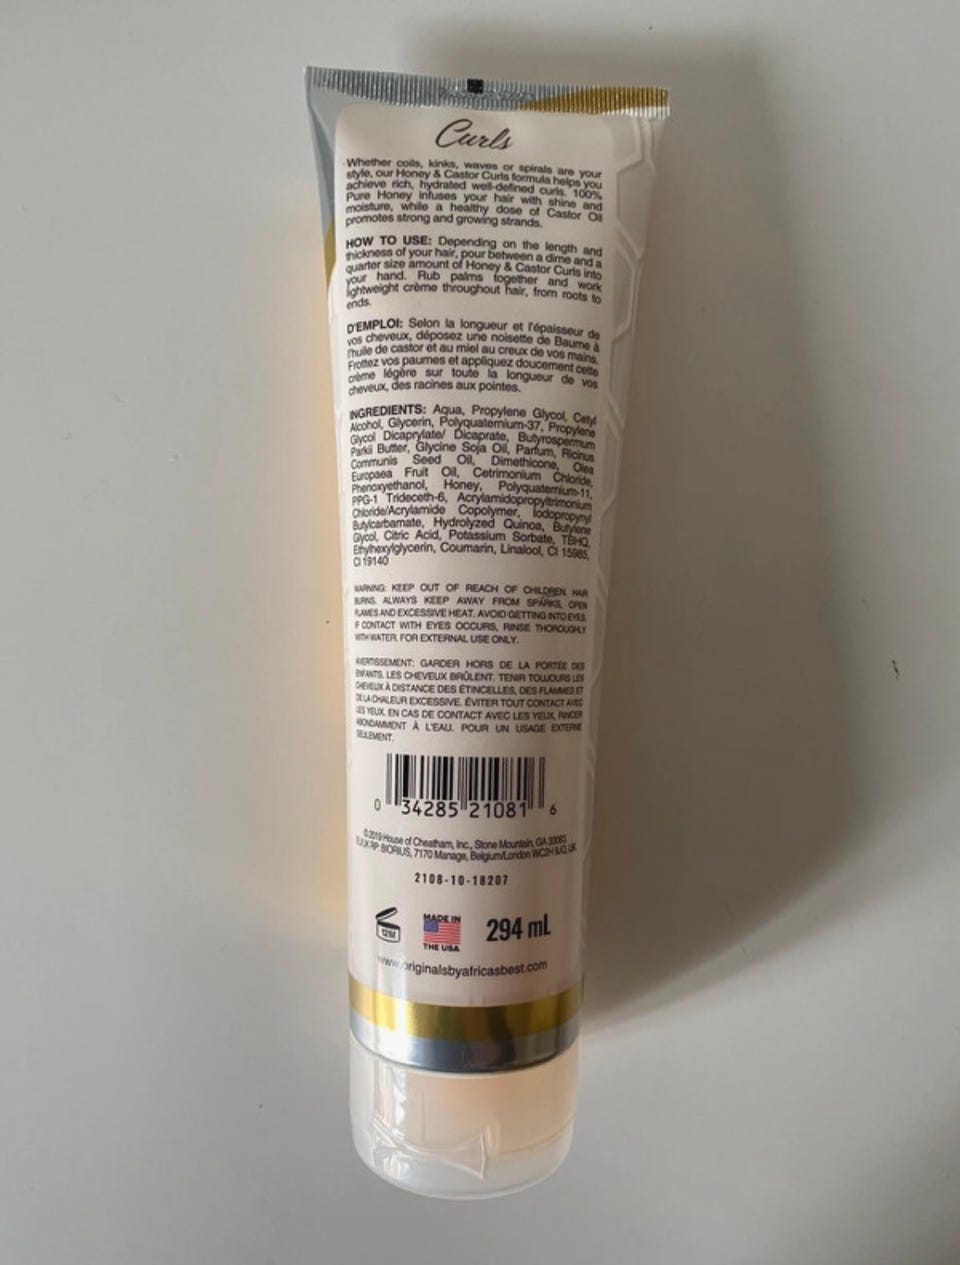 Curls
Whether coils, kinks, waves or spirals are your
style, our Honey & Castor Curls formula helps you
achieve rich, hydrated well-defined curls. 100%
Pure Honey infuses your hair with shine and
moisture, while a healthy dose of Castor Oil
promotes strong and growing strands.
HOW TO USE: Depending on the length and
thickness of your hair, pour between a dime and a
quarter size amount of Honey & Castor Curls into
your hand. Rub palms together and work
lightweight crème throughout hair, from roots to
ends.
D'EMPLOI: Selon la longueur et l'épaisseur de
vos cheveux, déposez une noisette de Baume à
l'huile de castor et au miel au creux de vos mains.
Frottez vos paumes et appliquez doucement cette
crème légère sur toute la longueur de vos
cheveux, des racines aux pointes.
INGREDIENTS: Aqua, Propylene Glycol, Cetyl
Alcohol, Glycerin, Polyquaternium-37, Propylene
Glycol Dicaprylate/ Dicaprate, Butyrospermum
Parkii Butter, Glycine Soja Oil, Parfum, Ricinus
Communis Seed Oil, Dimethicone, Olea
Europaea Fruit Oil, Cetrimonium Chloride,
Phenoxyethanol, Honey, Polyquaternium-11,
PPG-1 Trideceth-6, Acrylamidopropyltrimonium
Chloride/Acrylamide Copolymer, Iodopropynyl
Butylcarbamate, Hydrolyzed Quinoa, Butylene
Glycol, Citric Acid, Potassium Sorbate, TBHQ,
Ethylhexylglycerin, Coumarin, Linalool, CI 15985,
CI 19140
WARNING: KEEP OUT OF REACH OF CHILDREN. HAIR
BURNS. ALWAYS KEEP AWAY FROM SPARKS, OPEN
FLAMES AND EXCESSIVE HEAT. AVOID GETTING INTO EYES.
IF CONTACT WITH EYES OCCURS, RINSE THOROUGHLY
WITH WATER. FOR EXTERNAL USE ONLY.
AVERTISSEMENT: GARDER HORS DE LA PORTÉE DES
ENFANTS. LES CHEVEUX BRÛLENT. TENIR TOUJOURS LES
CHEVEUX À DISTANCE DES ÉTINCELLES, DES FLAMMES ET
DE LA CHALEUR EXCESSIVE. ÉVITER TOUT CONTACT AVEC
LES YEUX. EN CAS DE CONTACT AVEC LES YEUX, RINCER
ABONDAMMENT À L'EAU. POUR UN USAGE EXTERNE
SEULEMENT.
0 34285 21081 6
©2019 House of Cheatham, Inc., Stone Mountain, GA 30083
EU/UK RP: BIORIUS, 7170 Manage, Belgium/London WC2H 9JQ, UK
2108-10-18207
12M
MADE IN
THE USA
294 mL
www.originalsbyafricasbest.com